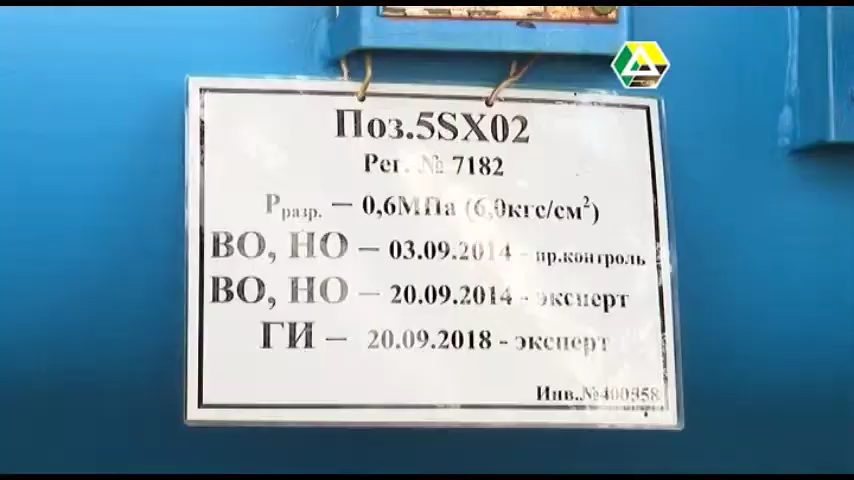 Поз.5SX02
Рег. № 7182
Рразр. – 0,6МПа (6,0кгс/см²)
ВО, НО – 03.09.2014 - пр.контроль
ВО, НО – 20.09.2014 - эксперт
ГИ – 20.09.2018 - эксперт
Инв.№400358